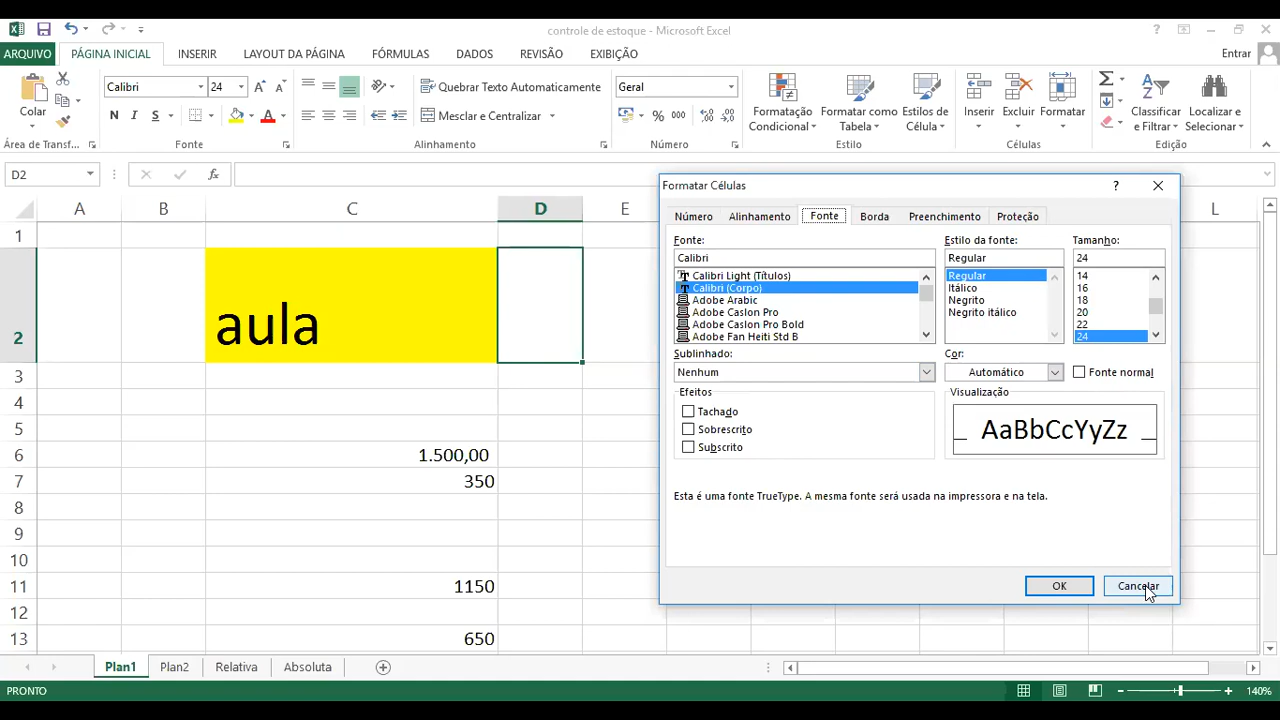 controle de estoque - Microsoft Excel
ARQUIVO PÁGINA INICIAL INSERIR LAYOUT DA PÁGINA FÓRMULAS DADOS REVISÃO EXIBIÇÃO Entrar
Colar
Calibri 24
N I S
Quebrar Texto Automaticamente
Mesclar e Centralizar
Geral
% 000
Formatação Condicional
Formatar como Tabela
Estilos de Célula
Inserir
Excluir
Formatar
Classificar e Filtrar
Localizar e Selecionar
Área de Transf... Fonte Alinhamento Número Estilo Células Edição
D2 fx
A B C D E L
1
2 aula
3
4
5
6 1.500,00
7 350
8
9
10
11 1150
12
13 650
Formatar Células ?
Número Alinhamento Fonte Borda Preenchimento Proteção
Fonte: Estilo da fonte: Tamanho:
Calibri Regular 24
Calibri Light (Títulos) Regular 14
Calibri (Corpo) Itálico 16
Adobe Arabic Negrito 18
Adobe Caslon Pro Negrito itálico 20
Adobe Caslon Pro Bold 22
Adobe Fan Heiti Std B 24
Sublinhado: Cor:
Nenhum Automático Fonte normal
Efeitos Visualização
Tachado
Sobrescrito
Subscrito
AaBbCcYyZz
Esta é uma fonte TrueType. A mesma fonte será usada na impressora e na tela.
OK Cancelar
Plan1 Plan2 Relativa Absoluta
PRONTO 140%